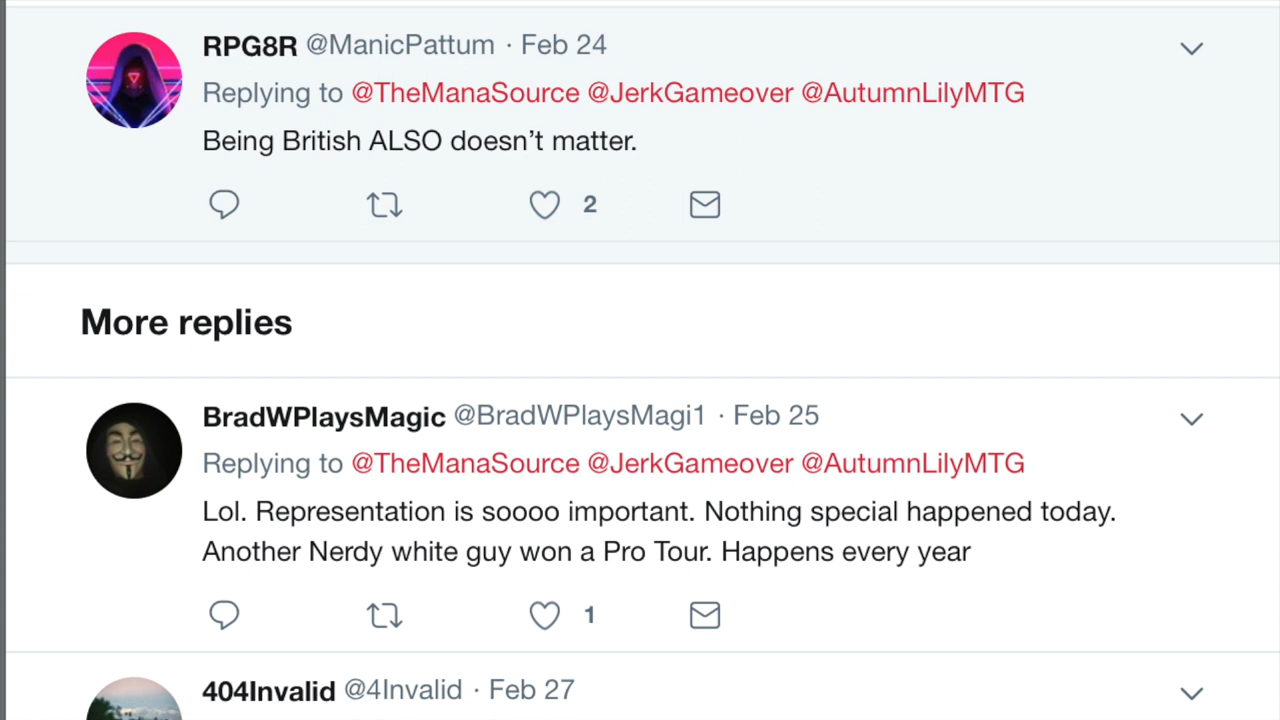 RPG8R @ManicPattum · Feb 24
Replying to @TheManaSource @JerkGameover @AutumnLilyMTG
Being British ALSO doesn’t matter.
2
More replies
BradWPlaysMagic @BradWPlaysMagi1 · Feb 25
Replying to @TheManaSource @JerkGameover @AutumnLilyMTG
Lol. Representation is soooo important. Nothing special happened today.
Another Nerdy white guy won a Pro Tour. Happens every year
1
404Invalid @4Invalid · Feb 27